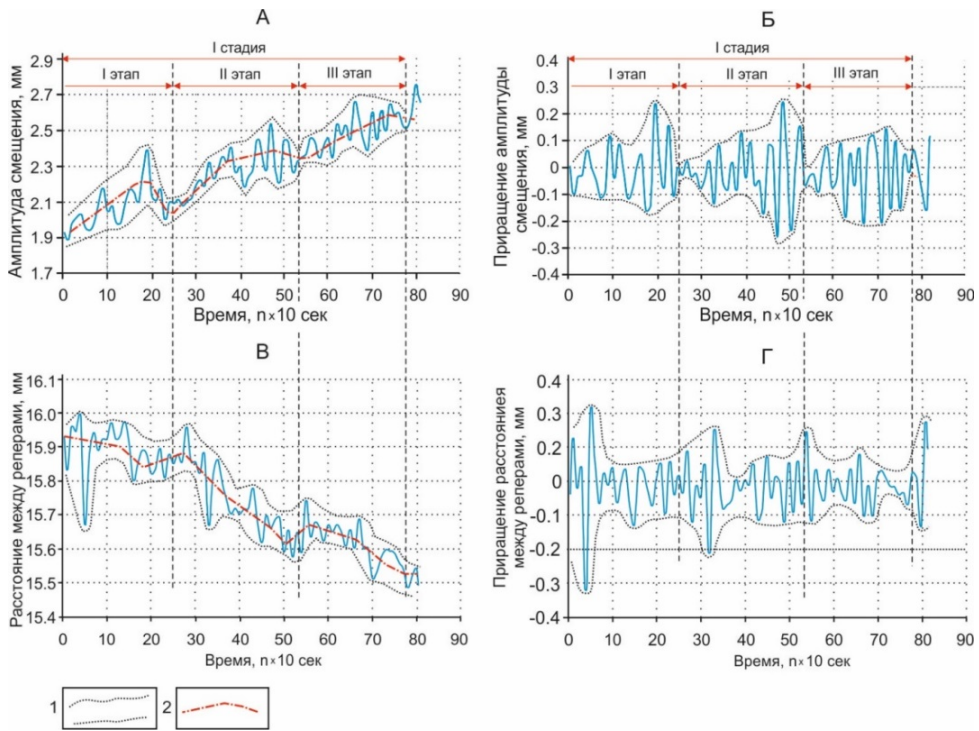 А
I стадия
I этап II этап III этап
Амплитуда смещения, мм
2.9
2.7
2.5
2.3
2.1
1.9
1.7
0 10 20 30 40 50 60 70 80 90
Время, n×10 сек
Б
I стадия
I этап II этап III этап
Приращение амплитуды
смещения, мм
0.4
0.3
0.2
0.1
0
-0.1
-0.2
-0.3
-0.4
0 10 20 30 40 50 60 70 80 90
Время, n×10 сек
В
Расстояние между реперами, мм
16.1
16.0
15.9
15.8
15.7
15.6
15.5
15.4
0 10 20 30 40 50 60 70 80 90
Время, n×10 сек
Г
Приращение расстояниея
между реперами, мм
0.4
0.3
0.2
0.1
0
-0.1
-0.2
-0.3
-0.4
0 10 20 30 40 50 60 70 80 90
Время, n×10 сек
1 2